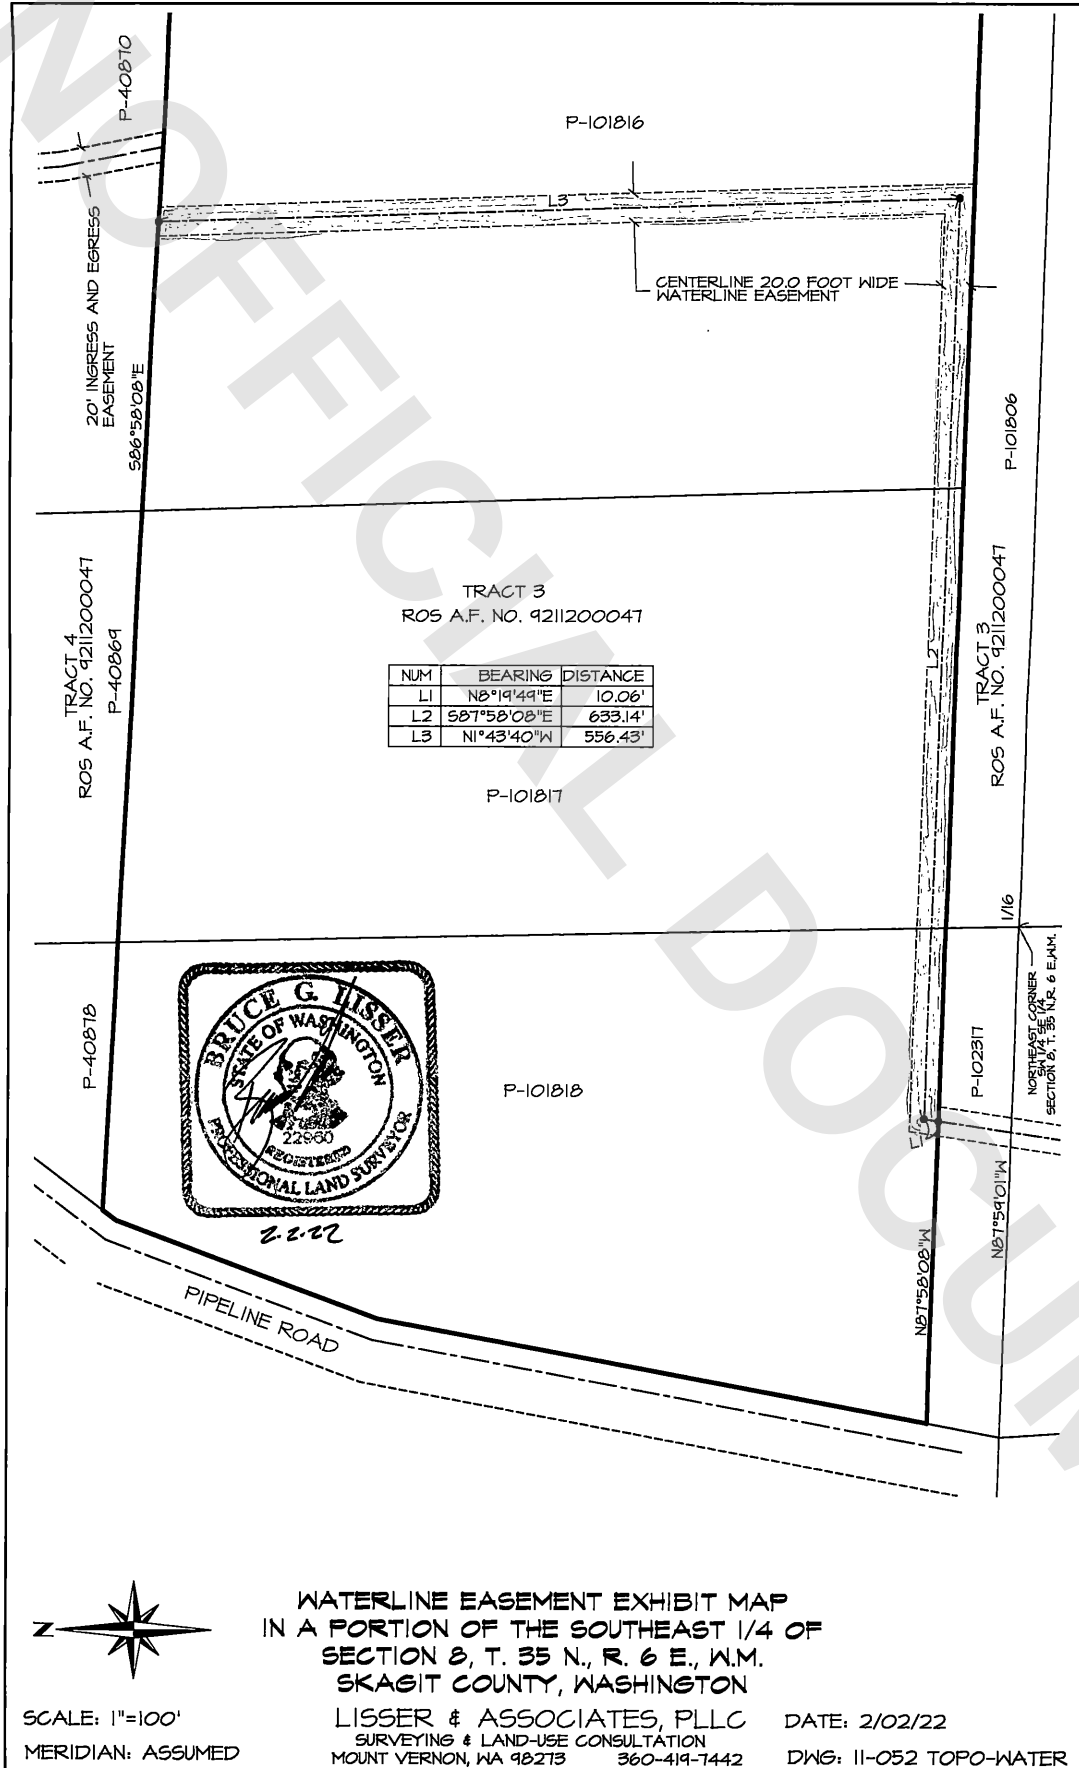 P-40870
P-101816
L3
20' INGRESS AND EGRESS
EASEMENT
S86°58'08"E
CENTERLINE 20.0 FOOT WIDE
WATERLINE EASEMENT
P-101806
TRACT 4
ROS A.F. NO. 9211200047
P-40869
TRACT 3
ROS A.F. NO. 9211200047
L2
TRACT 3
ROS A.F. NO. 9211200047
NUM BEARING DISTANCE
L1 N8°19'49"E 10.06'
L2 S87°58'08"E 633.14'
L3 N1°43'40"W 556.43'
P-101817
1/16
NORTHEAST CORNER
SW 1/4 SE 1/4
SECTION 8, T. 35 N.R. 6 E.,W.M.
P-40878
BRUCE G. LISSER
STATE OF WASHINGTON
22960
REGISTERED
PROFESSIONAL LAND SURVEYOR
2-2-22
P-101818
P-102317
L1
N87°58'08"W
N87°59'01"W
PIPELINE ROAD
UNOFFICIAL DOCUM
Z
WATERLINE EASEMENT EXHIBIT MAP
IN A PORTION OF THE SOUTHEAST 1/4 OF
SECTION 8, T. 35 N., R. 6 E., W.M.
SKAGIT COUNTY, WASHINGTON
SCALE: 1"=100'
MERIDIAN: ASSUMED
LISSER & ASSOCIATES, PLLC
SURVEYING & LAND-USE CONSULTATION
MOUNT VERNON, WA 98273 360-419-7442
DATE: 2/02/22
DWG: 11-052 TOPO-WATER